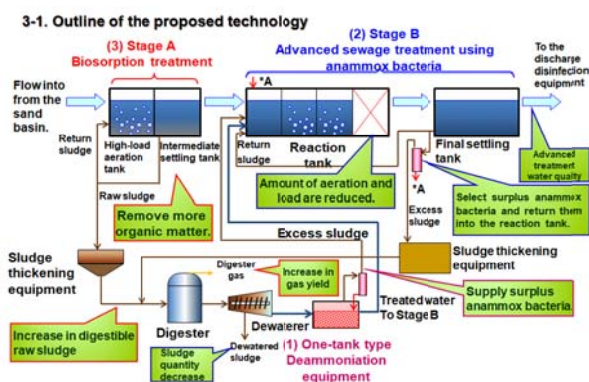 3-1. Outline of the proposed technology
(3) Stage A
Biosorption treatment
(2) Stage B
Advanced sewage treatment using
anammox bacteria
To the
discharge
disinfection
equipment
Flow into
from the
sand
basin.
*A
Return
sludge
High-load
aeration
tank
Intermediate
settling tank
Return
sludge
Reaction
tank
Final settling
tank
Advanced
treatment
water quality
*A
Raw sludge
Remove more
organic matter.
Amount of aeration and
load are reduced.
Select surplus anammox
bacteria and return them
into the reaction tank.
Excess
sludge
Excess sludge
Sludge
thickening
equipment
Digester
gas
Increase in
gas yield
Sludge thickening
equipment
Treated water
To Stage B
Supply surplus
anammox bacteria.
Digester
Dewaterer
Increase in digestible
raw sludge
Sludge
quantity
decrease
Dewatered
sludge
(1) One-tank type
Deammoniation
equipment